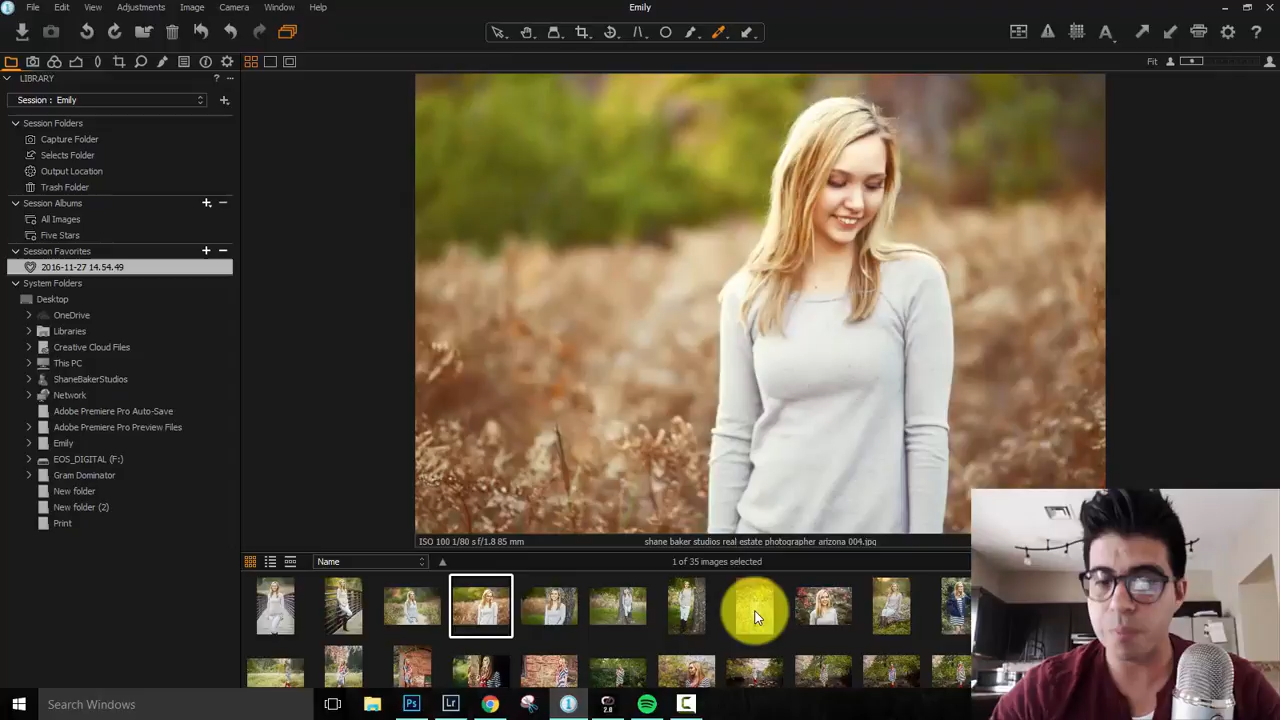 File Edit View Adjustments Image Camera Window Help
Emily
Fit
LIBRARY
? ...
Session : Emily
Session Folders
Capture Folder
Selects Folder
Output Location
Trash Folder
Session Albums
All Images
Five Stars
Session Favorites
2016-11-27 14.54.49
System Folders
Desktop
OneDrive
Libraries
Creative Cloud Files
This PC
ShaneBakerStudios
Network
Adobe Premiere Pro Auto-Save
Adobe Premiere Pro Preview Files
Emily
EOS_DIGITAL (F:)
Gram Dominator
New folder
New folder (2)
Print
ISO 100 1/80 s f/1.8 85 mm
shane baker studios real estate photographer arizona 004.jpg
Name
1 of 35 images selected
Search Windows
Ps
Lr
2.0